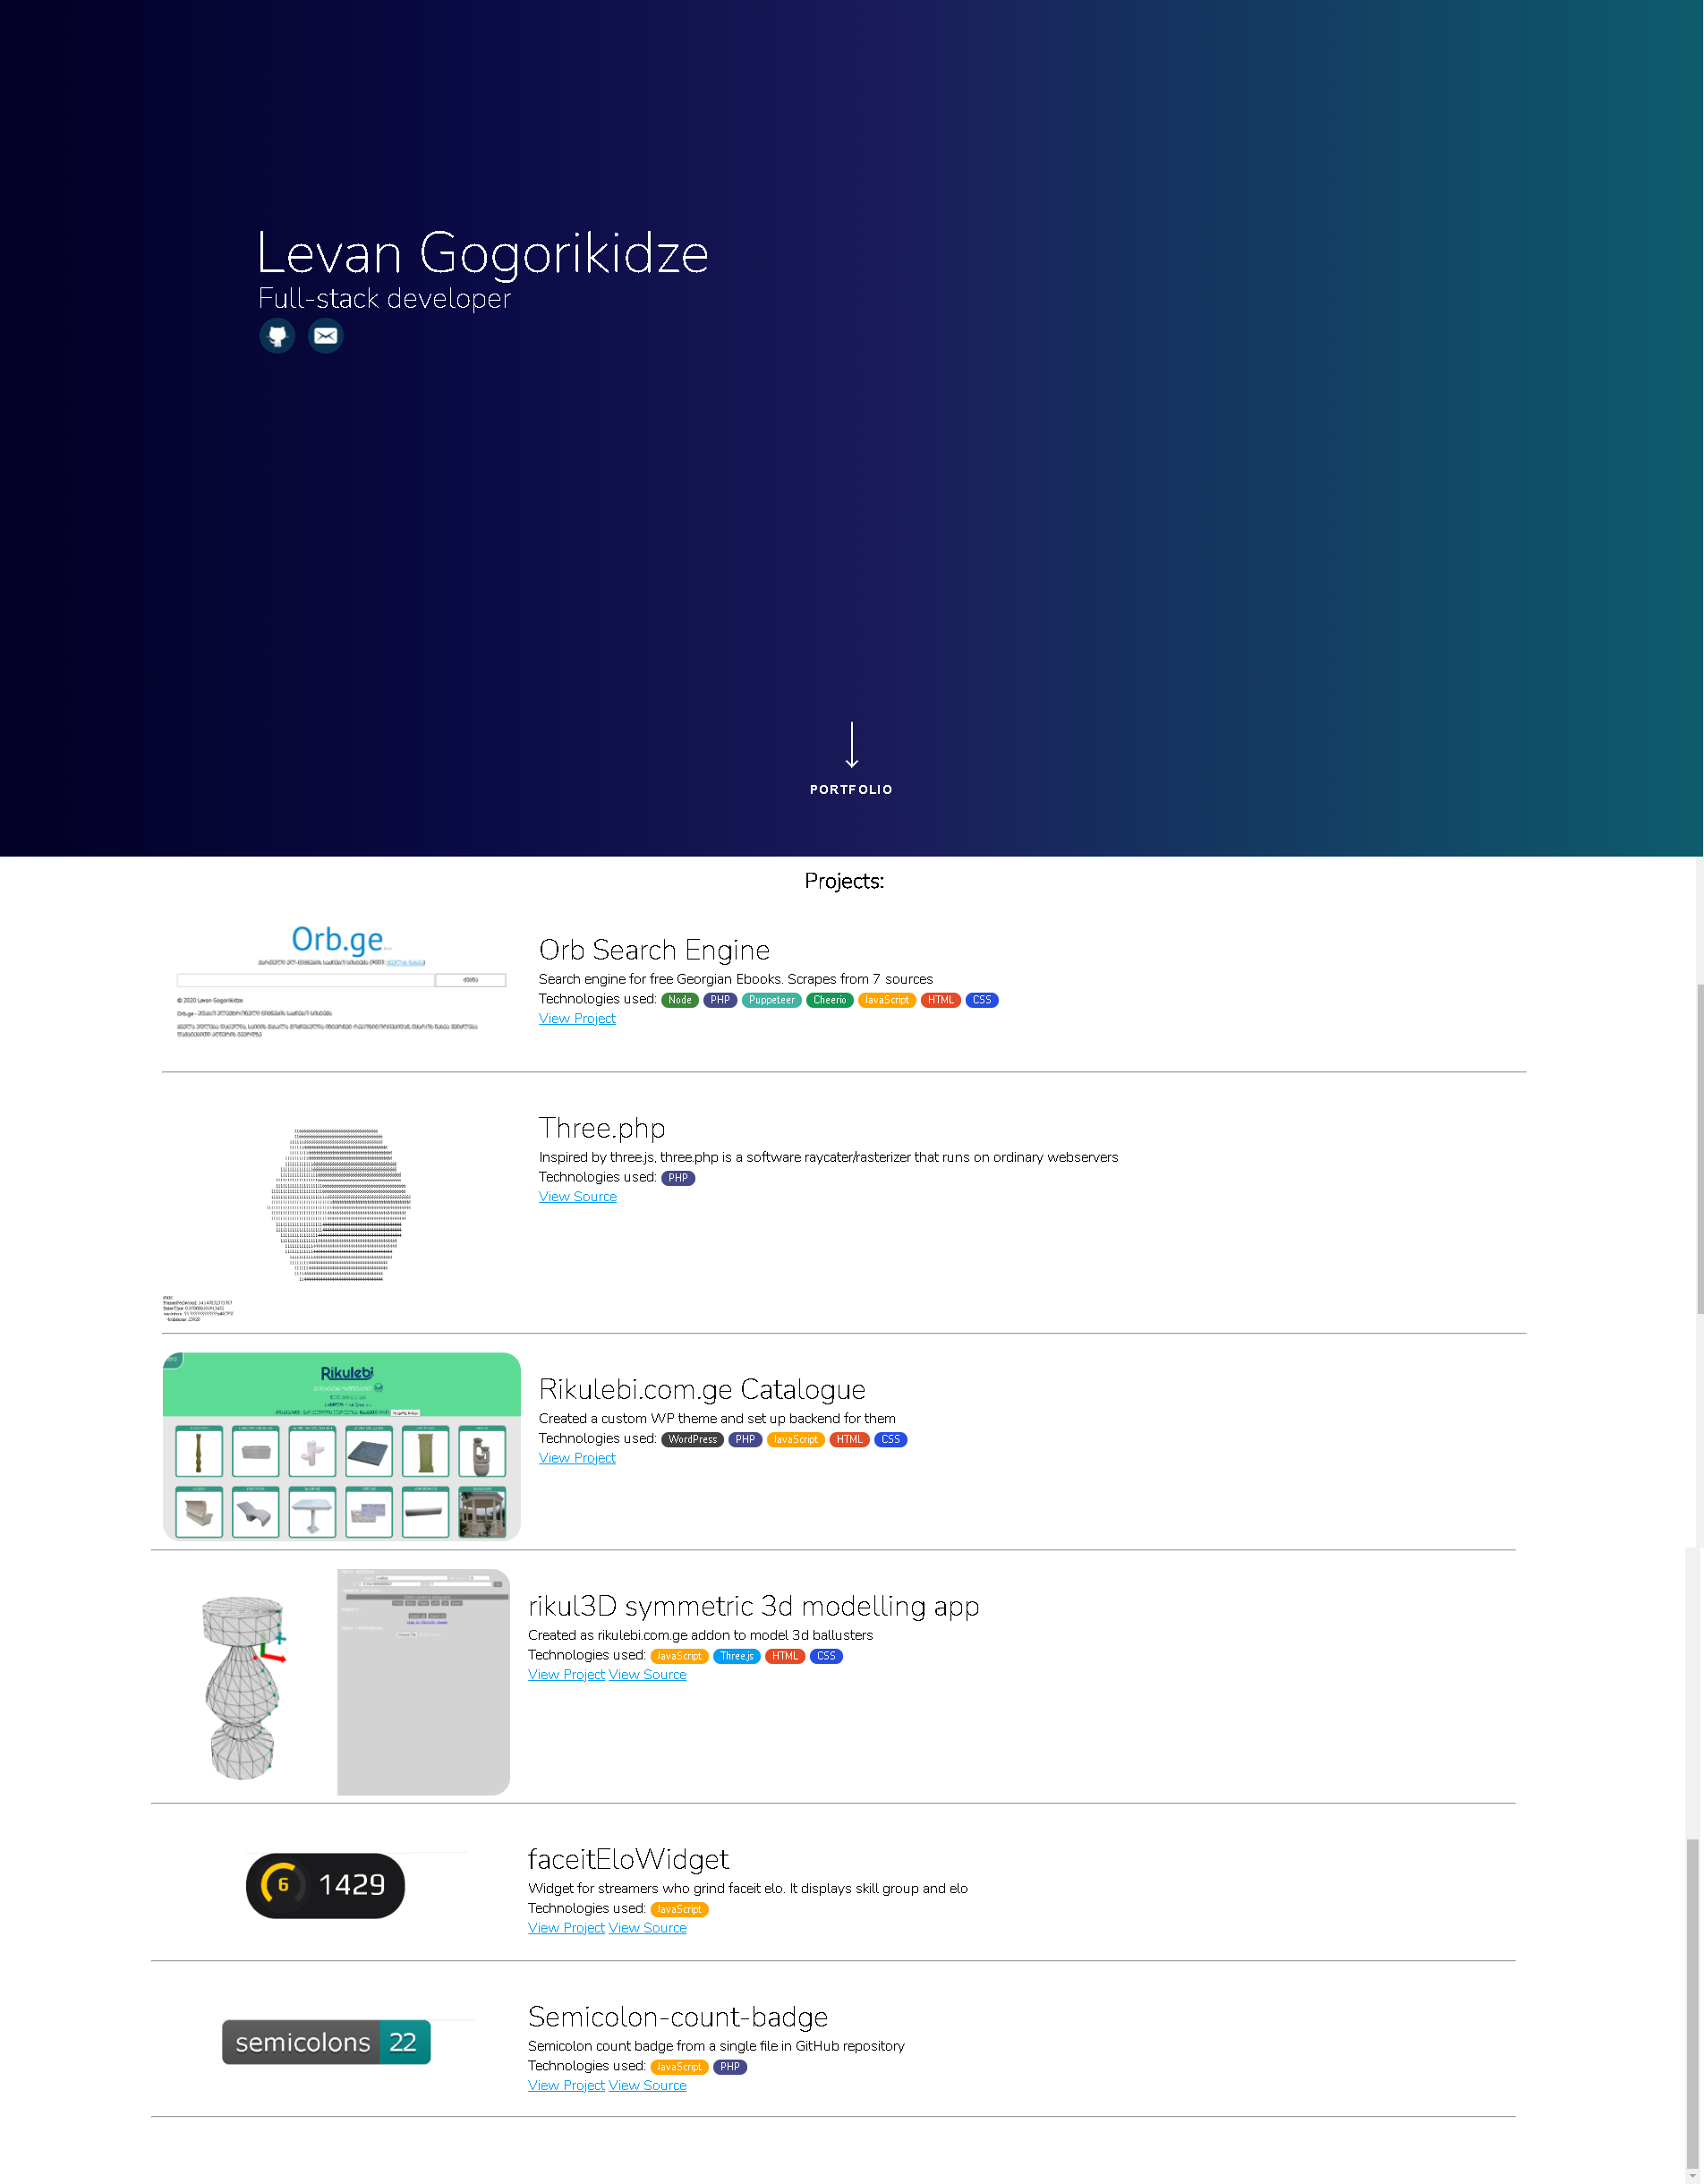 Levan Gogorikidze
Full-stack developer
PORTFOLIO
Projects:
Orb.ge
© 2020 Levan Gogorikidze
Orb Search Engine
Search engine for free Georgian Ebooks. Scrapes from 7 sources
Technologies used: Node PHP Puppeteer Cheerio JavaScript HTML CSS
View Project
Three.php
Inspired by three.js, three.php is a software raycater/rasterizer that runs on ordinary webservers
Technologies used: PHP
View Source
Rikulebi
Rikulebi.com.ge Catalogue
Created a custom WP theme and set up backend for them
Technologies used: WordPress PHP JavaScript HTML CSS
View Project
rikul3D symmetric 3d modelling app
Created as rikulebi.com.ge addon to model 3d ballusters
Technologies used: JavaScript Three.js HTML CSS
View Project View Source
6 1429
faceitEloWidget
Widget for streamers who grind faceit elo. It displays skill group and elo
Technologies used: JavaScript
View Project View Source
semicolons 22
Semicolon-count-badge
Semicolon count badge from a single file in GitHub repository
Technologies used: JavaScript PHP
View Project View Source